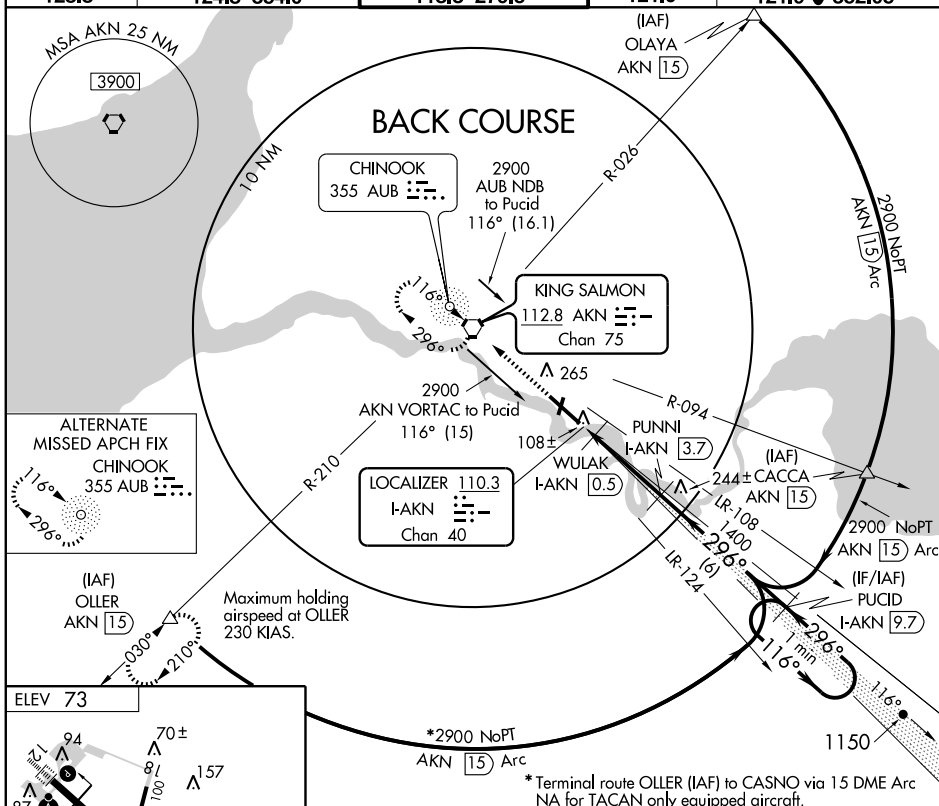 MSA AKN 25 NM
3900
(IAF)
OLAYA
AKN 15
BACK COURSE
10 NM
CHINOOK
355 AUB
2900
AUB NDB
to Pucid
116° (16.1)
R-026
2900 NoPT
AKN 15 Arc
KING SALMON
112.8 AKN
Chan 75
116°
296°
265
2900
AKN VORTAC to Pucid
116° (15)
R-094
ALTERNATE
MISSED APCH FIX
CHINOOK
355 AUB
116°
296°
R-210
108±
WULAK
I-AKN 0.5
PUNNI
I-AKN 3.7
(IAF)
CACCA
AKN 15
244±
LOCALIZER 110.3
I-AKN
Chan 40
LR-108
1400
296°
(6)
LR-124
2900 NoPT
AKN 15 Arc
(IF/IAF)
PUCID
I-AKN 9.7
(IAF)
OLLER
AKN 15
Maximum holding
airspeed at OLLER
230 KIAS.
030°
210°
296°
1 min
116°
116°
1150
*2900 NoPT
AKN 15 Arc
ELEV 73
94
70±
12
18
100
157
*Terminal route OLLER (IAF) to CASNO via 15 DME Arc
NA for TACAN only equipped aircraft.